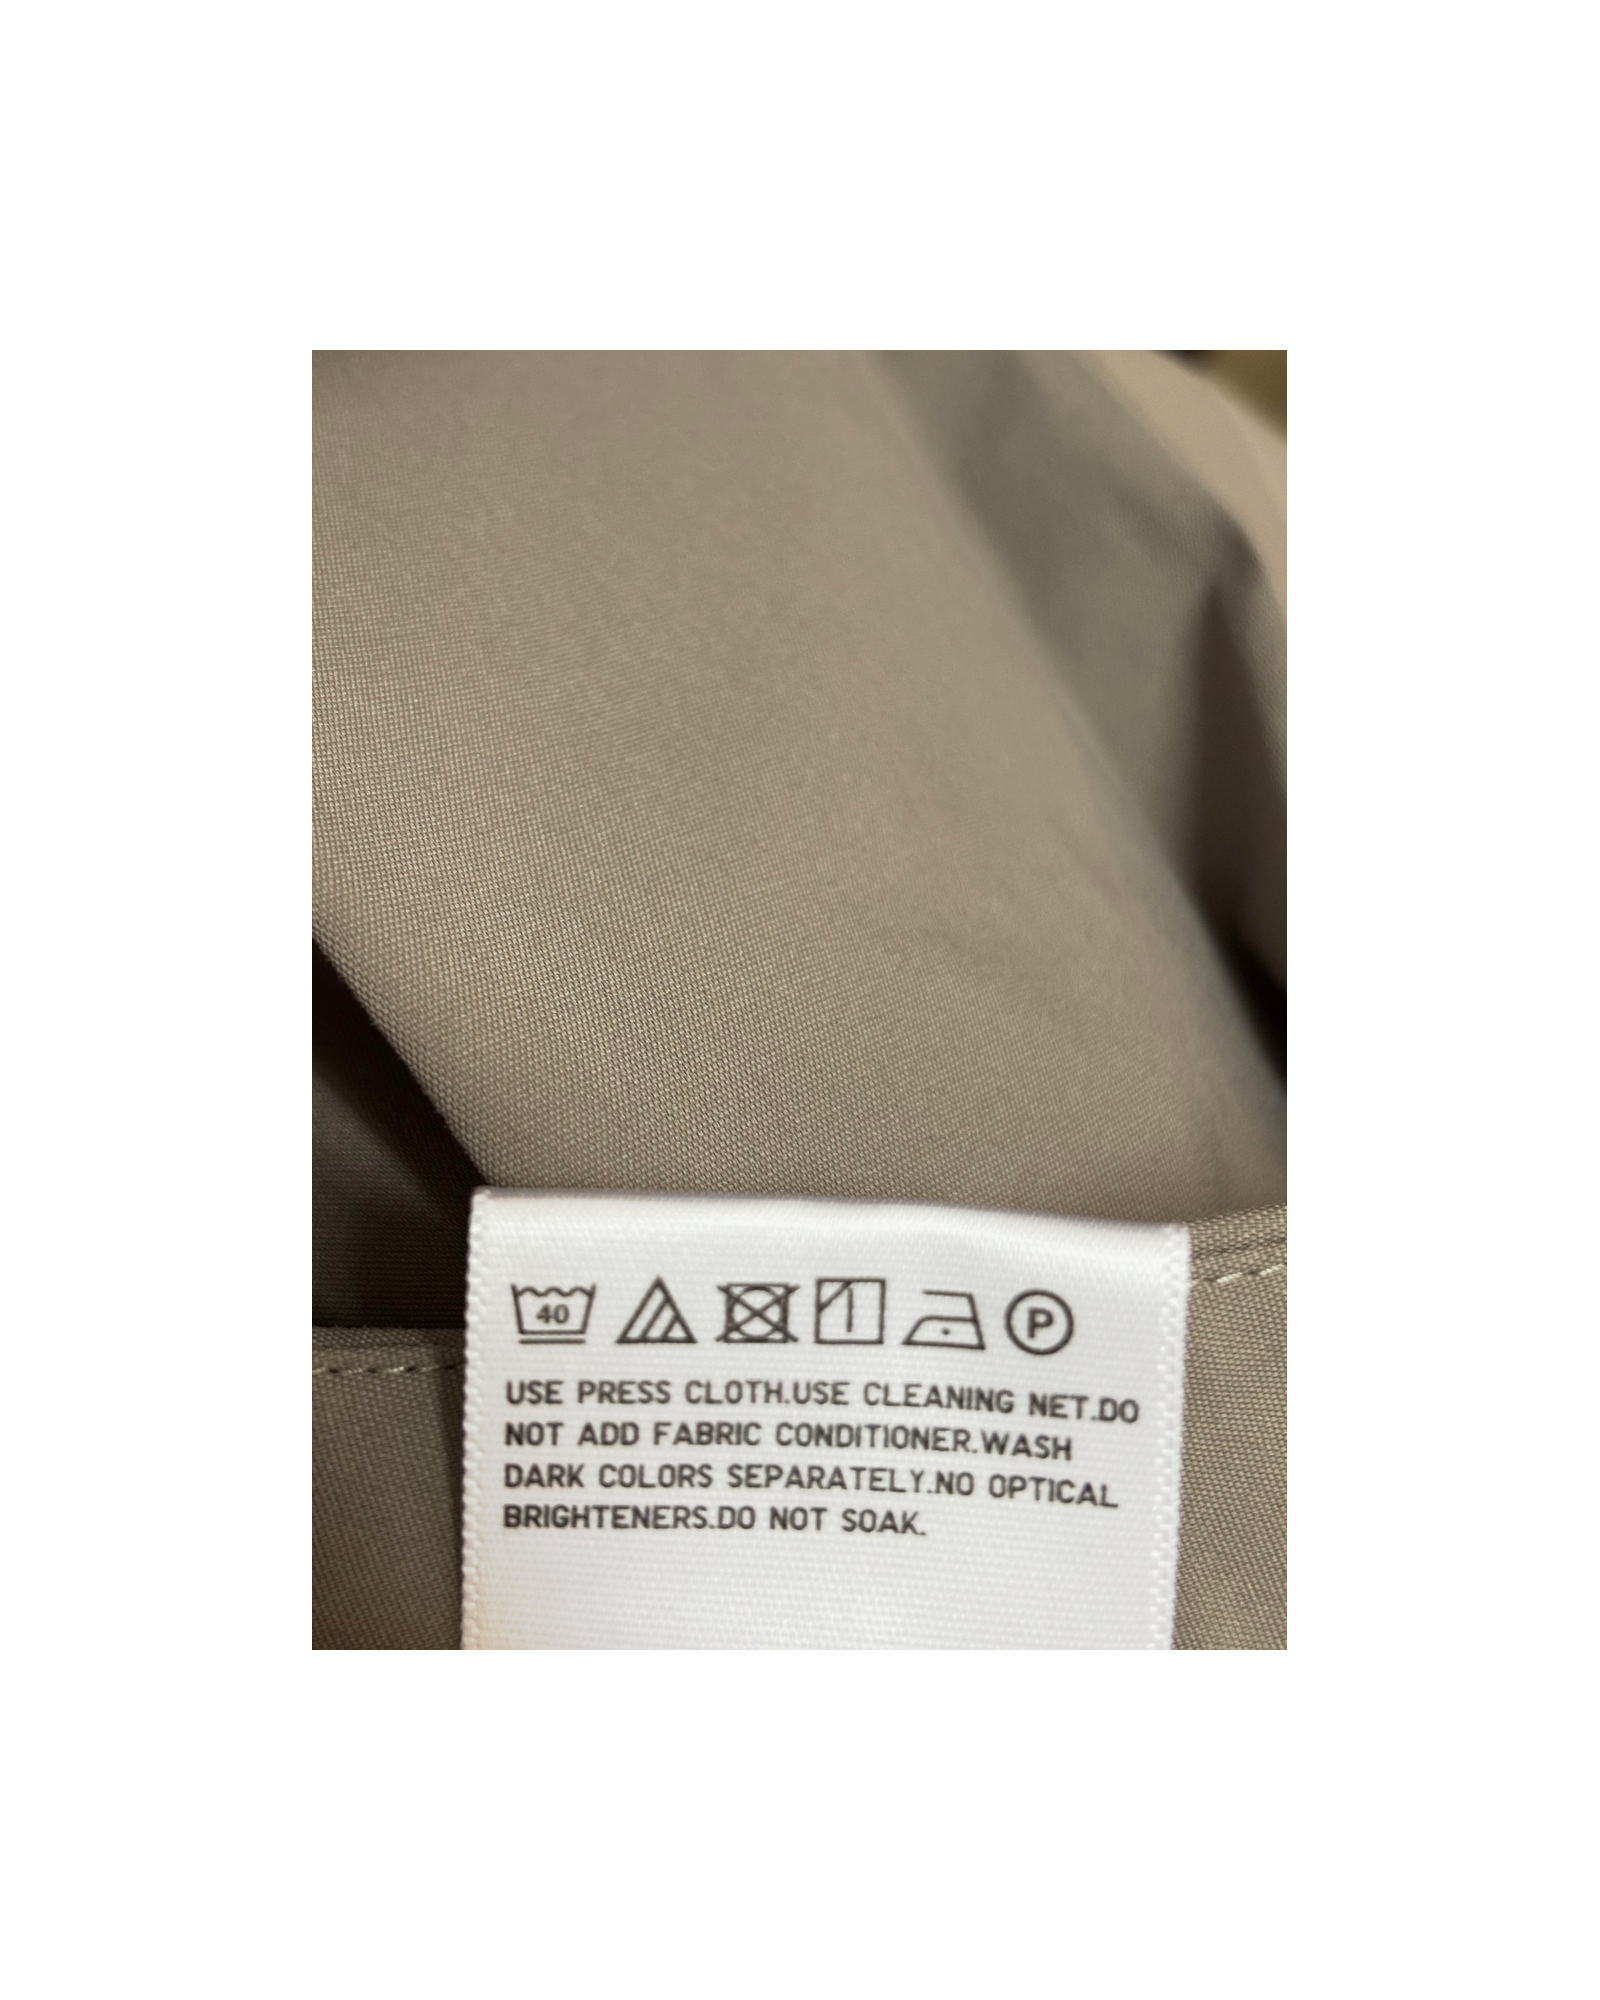 40 P
USE PRESS CLOTH.USE CLEANING NET.DO
NOT ADD FABRIC CONDITIONER.WASH
DARK COLORS SEPARATELY.NO OPTICAL
BRIGHTENERS.DO NOT SOAK.